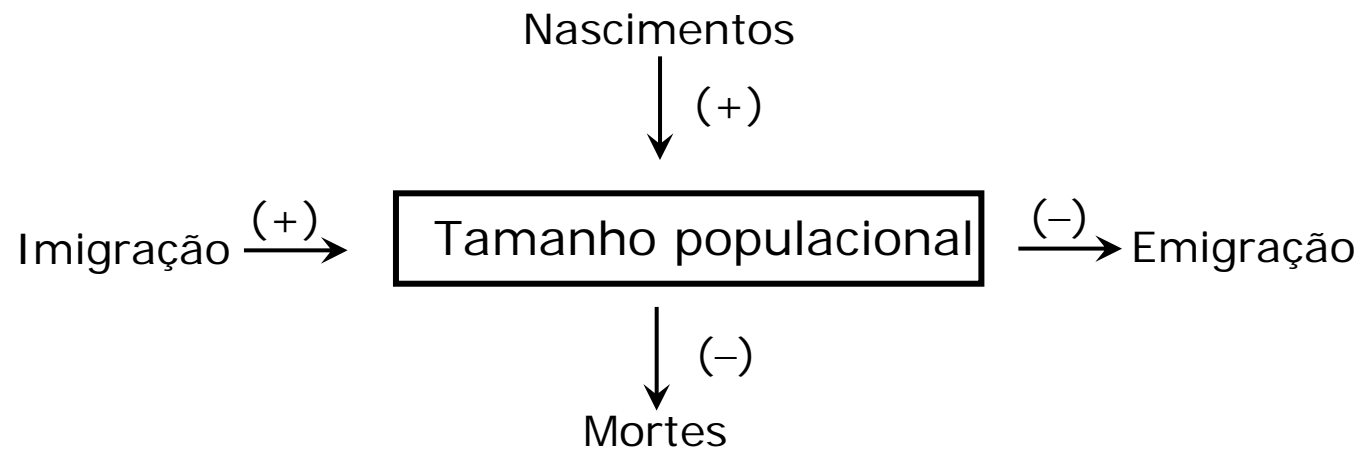 Nascimentos
(+)
Imigração
(+)
Tamanho populacional
(–)
Emigração
(–)
Mortes